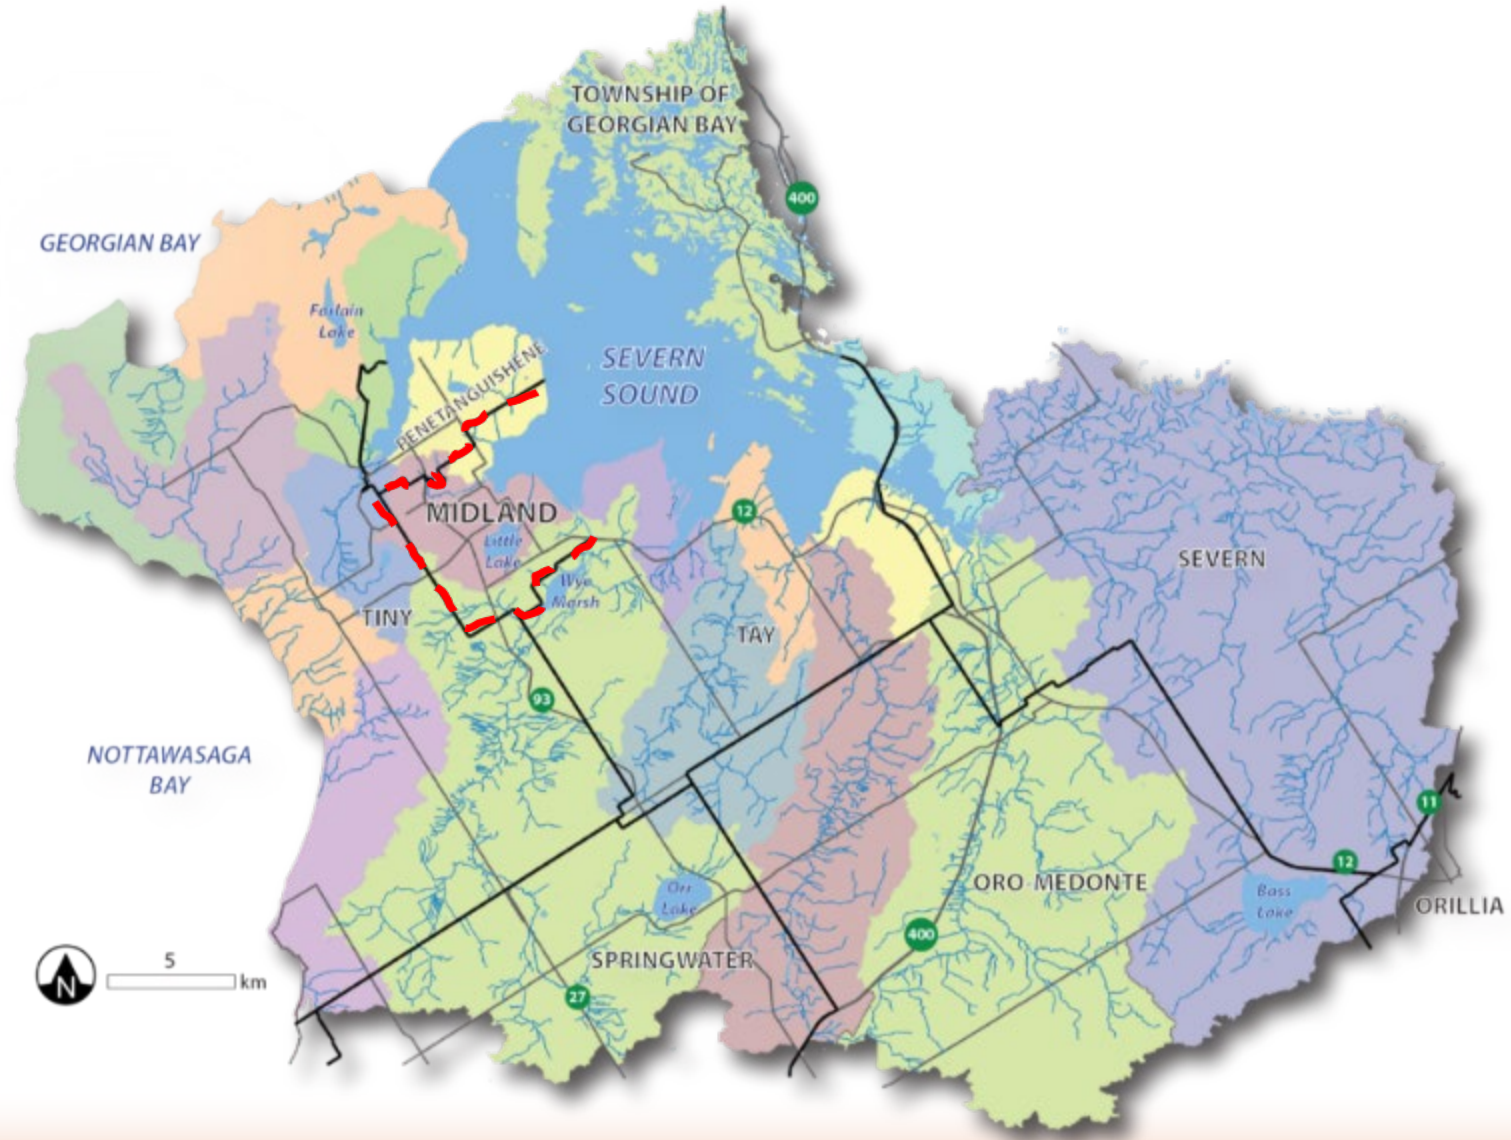 TOWNSHIP OF
GEORGIAN BAY
400
GEORGIAN BAY
Farlain
Lake
PENETANGUISHENE
SEVERN
SOUND
MIDLAND
12
Little
Lake
Wye
Marsh
SEVERN
TINY
TAY
93
NOTTAWASAGA
BAY
11
12
ORO-MEDONTE
Orr
Lake
Bass
Lake
ORILLIA
400
SPRINGWATER
5
km
N
27